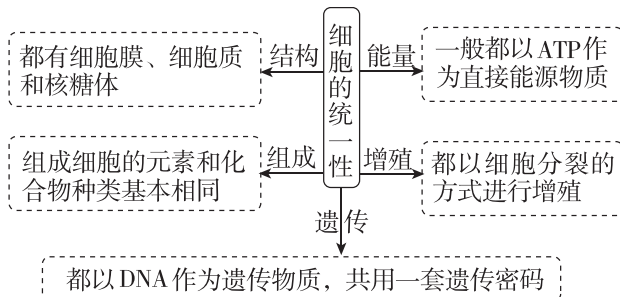 都有细胞膜、细胞质
和核糖体
结构
细胞的统一性
能量
一般都以ATP作
为直接能源物质
组成细胞的元素和化
合物种类基本相同
组成
增殖
都以细胞分裂的
方式进行增殖
遗传
都以DNA作为遗传物质，共用一套遗传密码